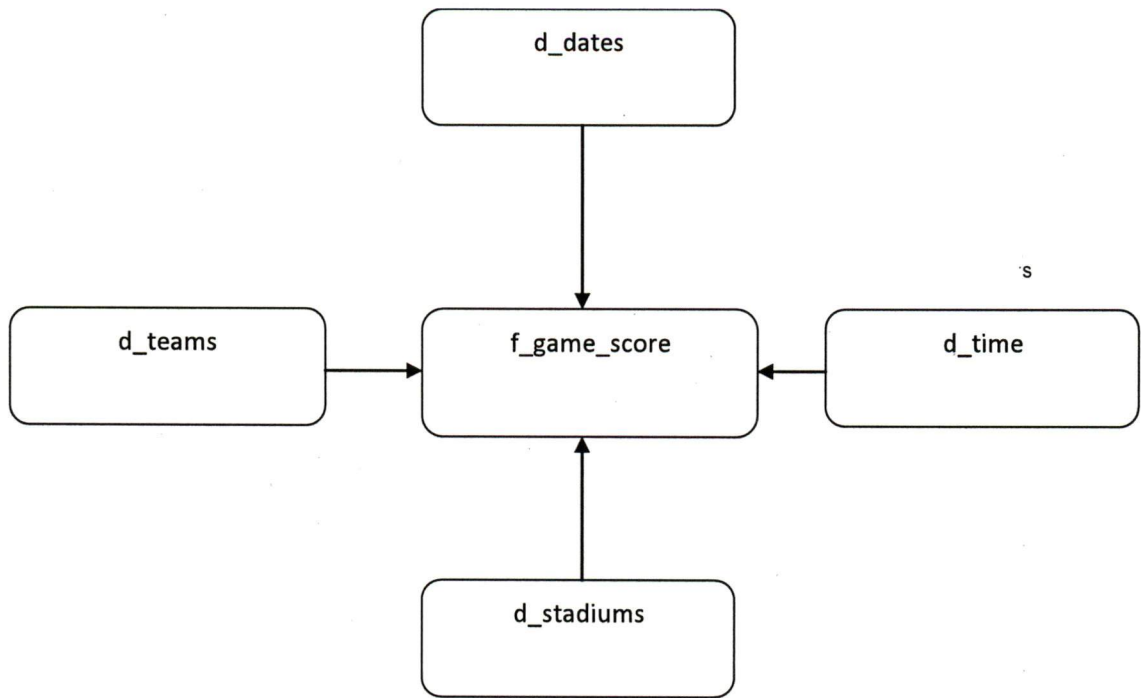 d_dates
s
d_teams
f_game_score
d_time
d_stadiums